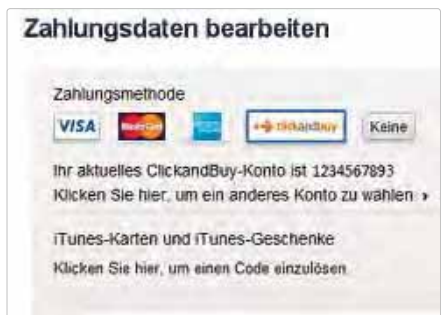 Zahlungsdaten bearbeiten
Zahlungsmethode
VISA MasterCard clickandbuy Keine
Ihr aktuelles ClickandBuy-Konto ist 1234567893
Klicken Sie hier, um ein anderes Konto zu wählen ›
iTunes-Karten und iTunes-Geschenke
Klicken Sie hier, um einen Code einzulösen